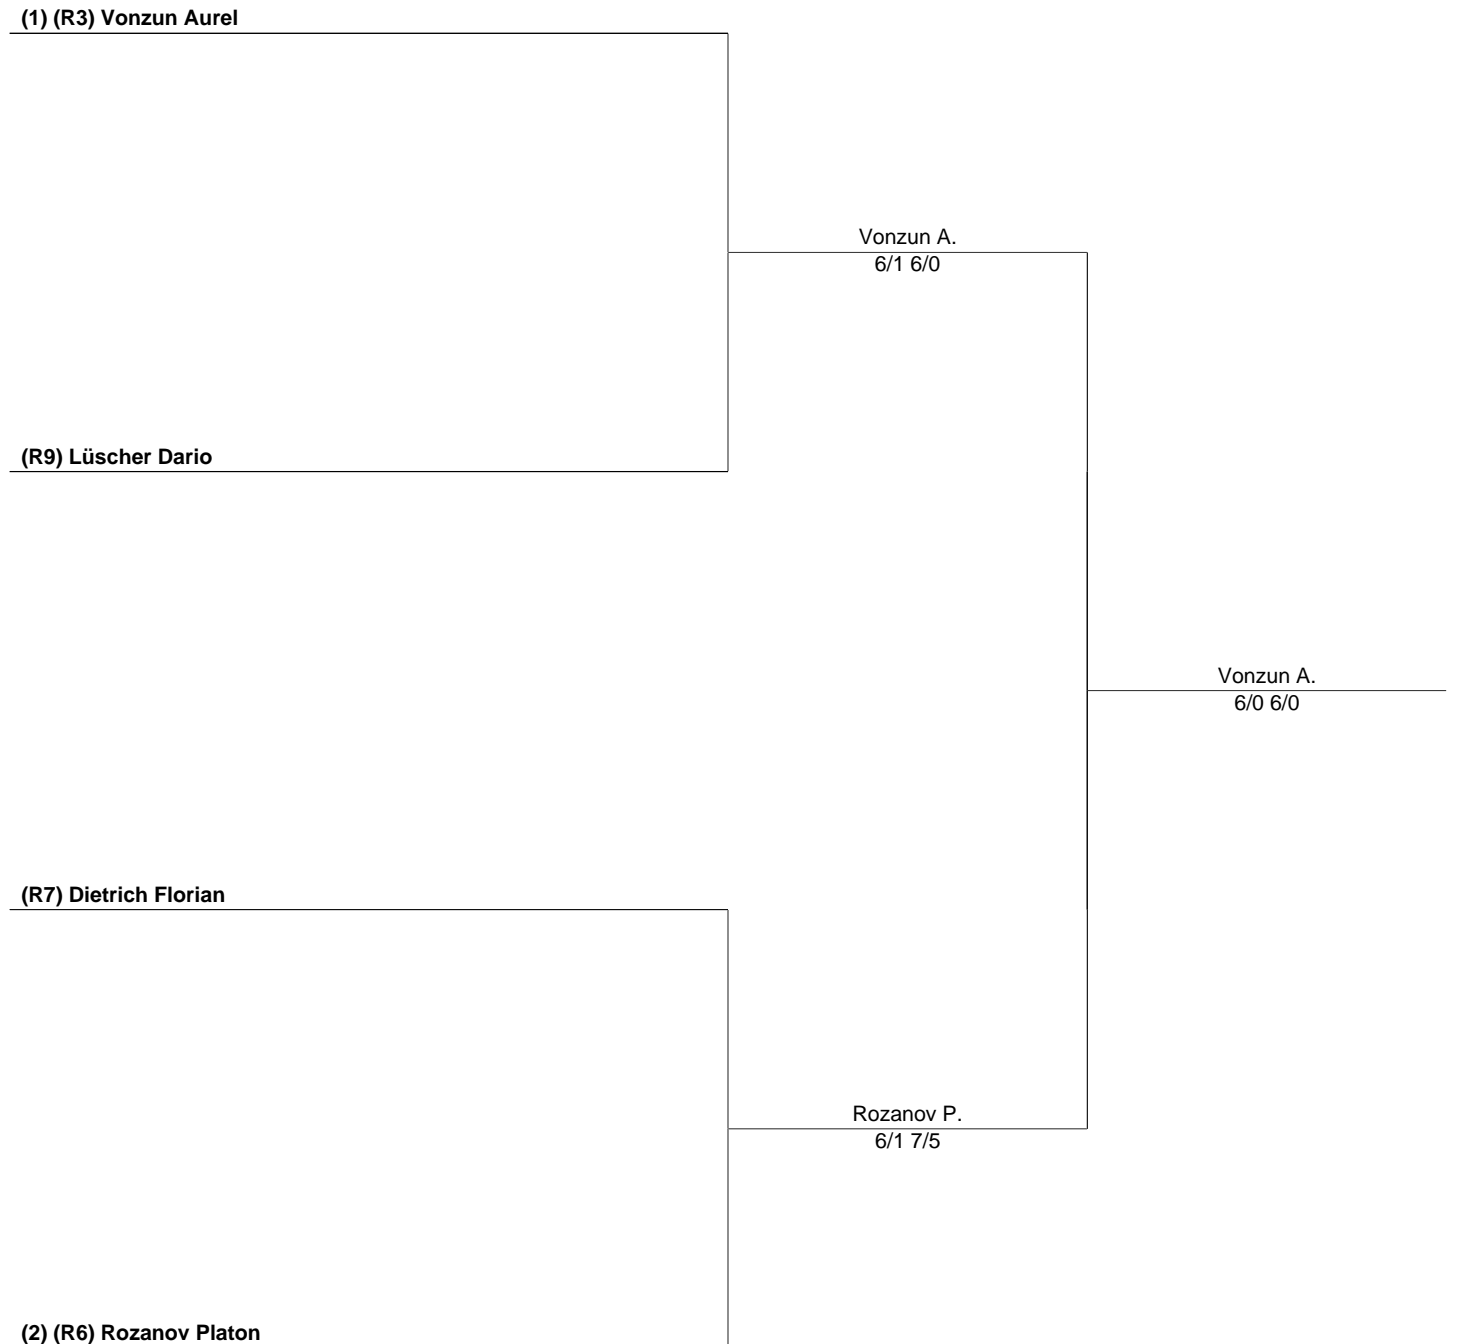 (1) (R3) Vonzun Aurel
Vonzun A.
6/1 6/0
(R9) Lüscher Dario
Vonzun A.
6/0 6/0
(R7) Dietrich Florian
Rozanov P.
6/1 7/5
(2) (R6) Rozanov Platon